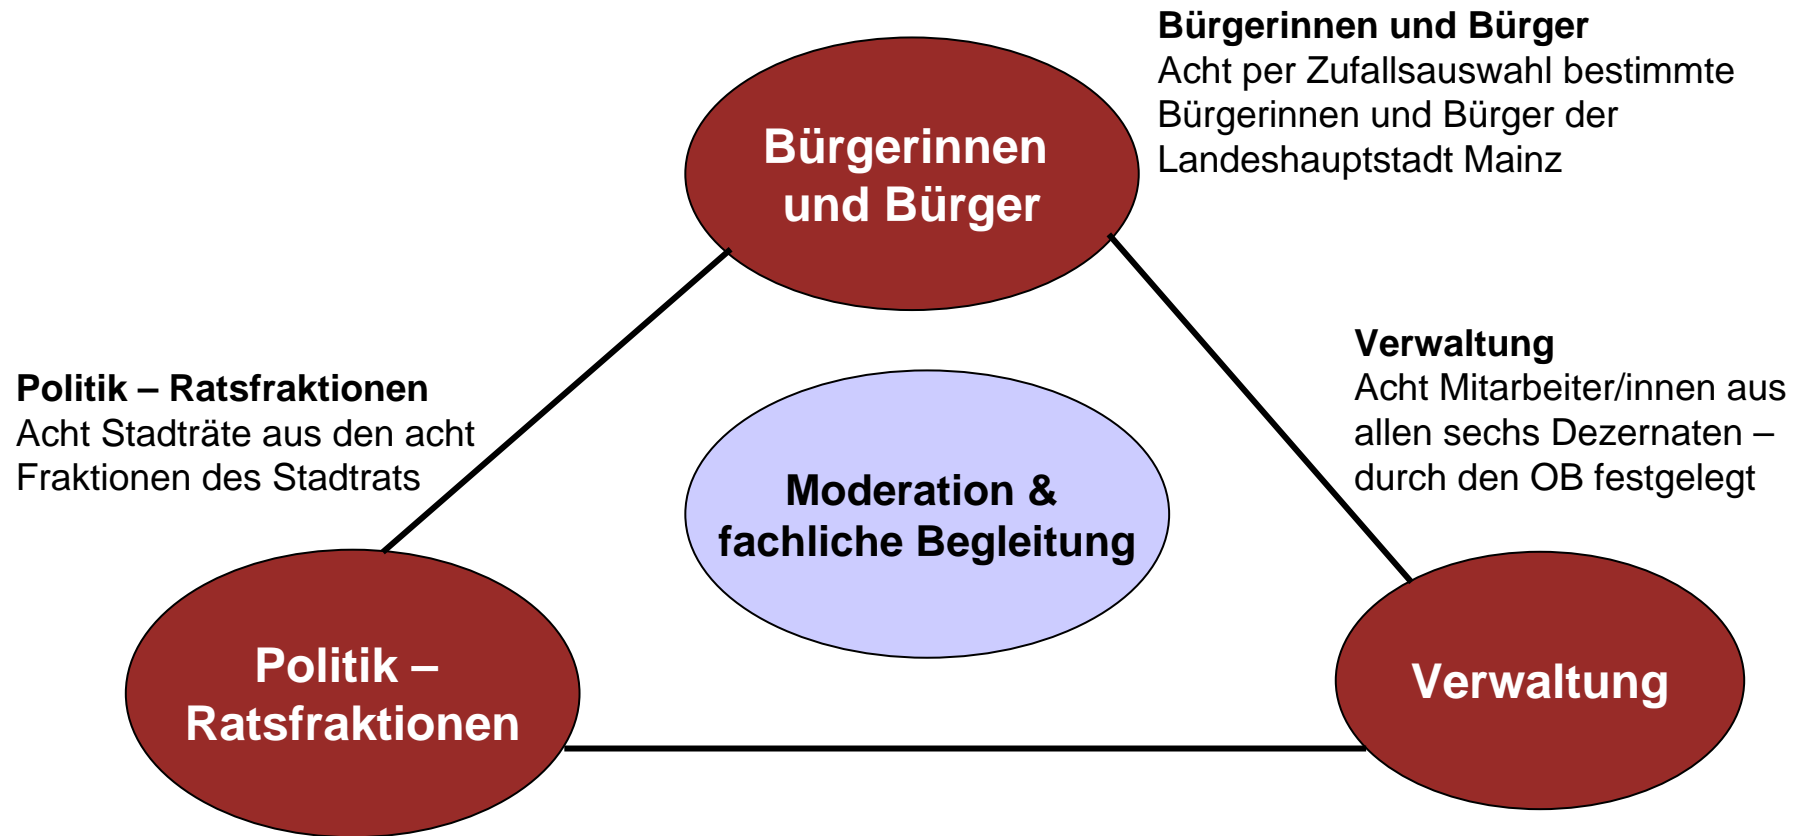 Bürgerinnen und Bürger
Acht per Zufallsauswahl bestimmte
Bürgerinnen und Bürger der
Landeshauptstadt Mainz
Bürgerinnen
und Bürger
Politik – Ratsfraktionen
Acht Stadträte aus den acht
Fraktionen des Stadtrats
Verwaltung
Acht Mitarbeiter/innen aus
allen sechs Dezernaten –
durch den OB festgelegt
Moderation &
fachliche Begleitung
Politik –
Ratsfraktionen
Verwaltung